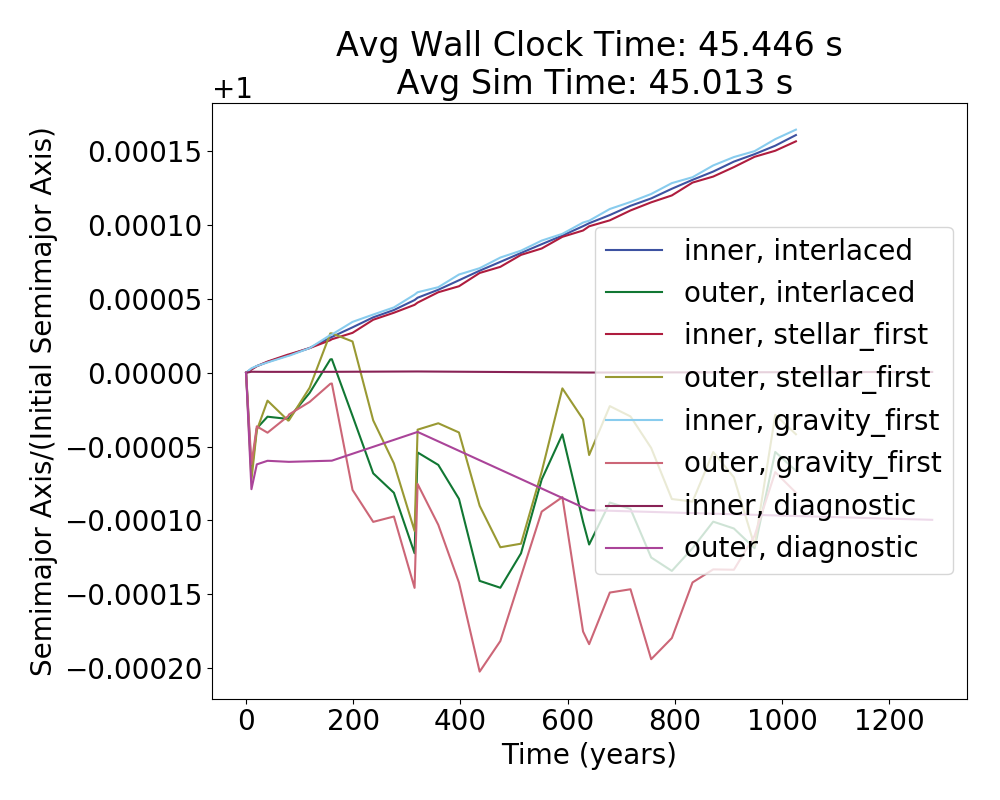 Avg Wall Clock Time: 45.446 s
Avg Sim Time: 45.013 s
+1
0.00015
0.00010
0.00005
0.00000
−0.00005
−0.00010
−0.00015
−0.00020
Semimajor Axis/(Initial Semimajor Axis)
inner, interlaced
outer, interlaced
inner, stellar_first
outer, stellar_first
inner, gravity_first
outer, gravity_first
inner, diagnostic
outer, diagnostic
0 200 400 600 800 1000 1200
Time (years)